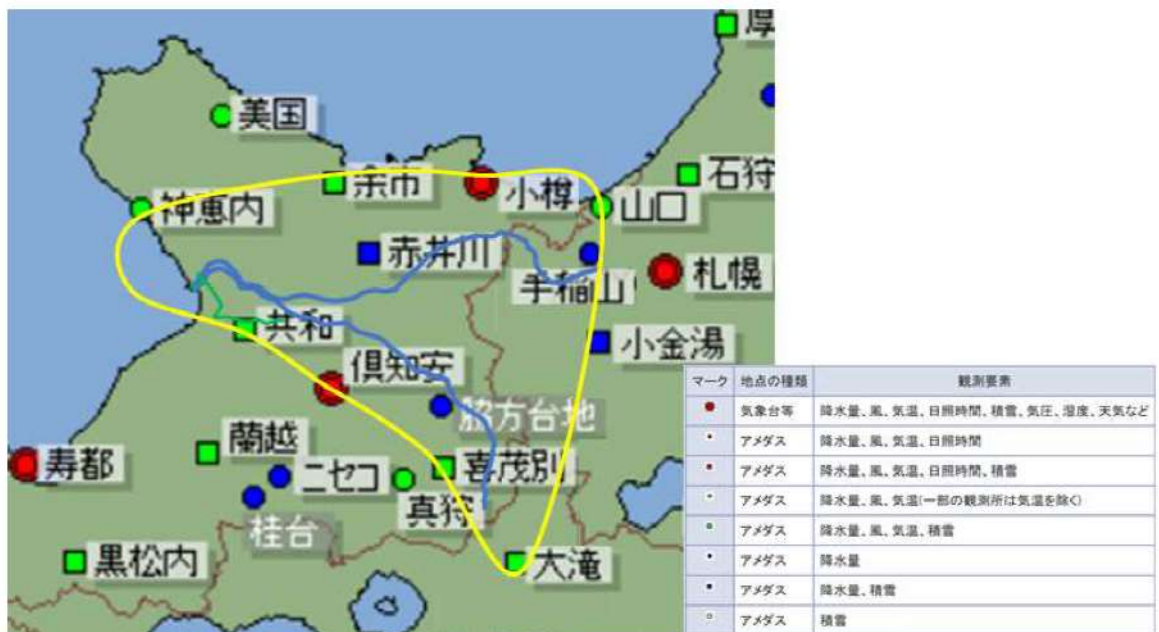 厚
美国
石狩
余市
小樽
山口
神恵内
赤井川
手稲山
札幌
共和
小金湯
倶知安
脇方台地
蘭越
寿都
ニセコ
喜茂別
真狩
桂台
黒松内
大滝
マーク 地点の種類 観測要素
気象台等 降水量、風、気温、日照時間、積雪、気圧、湿度、天気など
アメダス 降水量、風、気温、日照時間
アメダス 降水量、風、気温、日照時間、積雪
アメダス 降水量、風、気温(一部の観測所は気温を除く)
アメダス 降水量、風、気温、積雪
アメダス 降水量
アメダス 降水量、積雪
アメダス 積雪